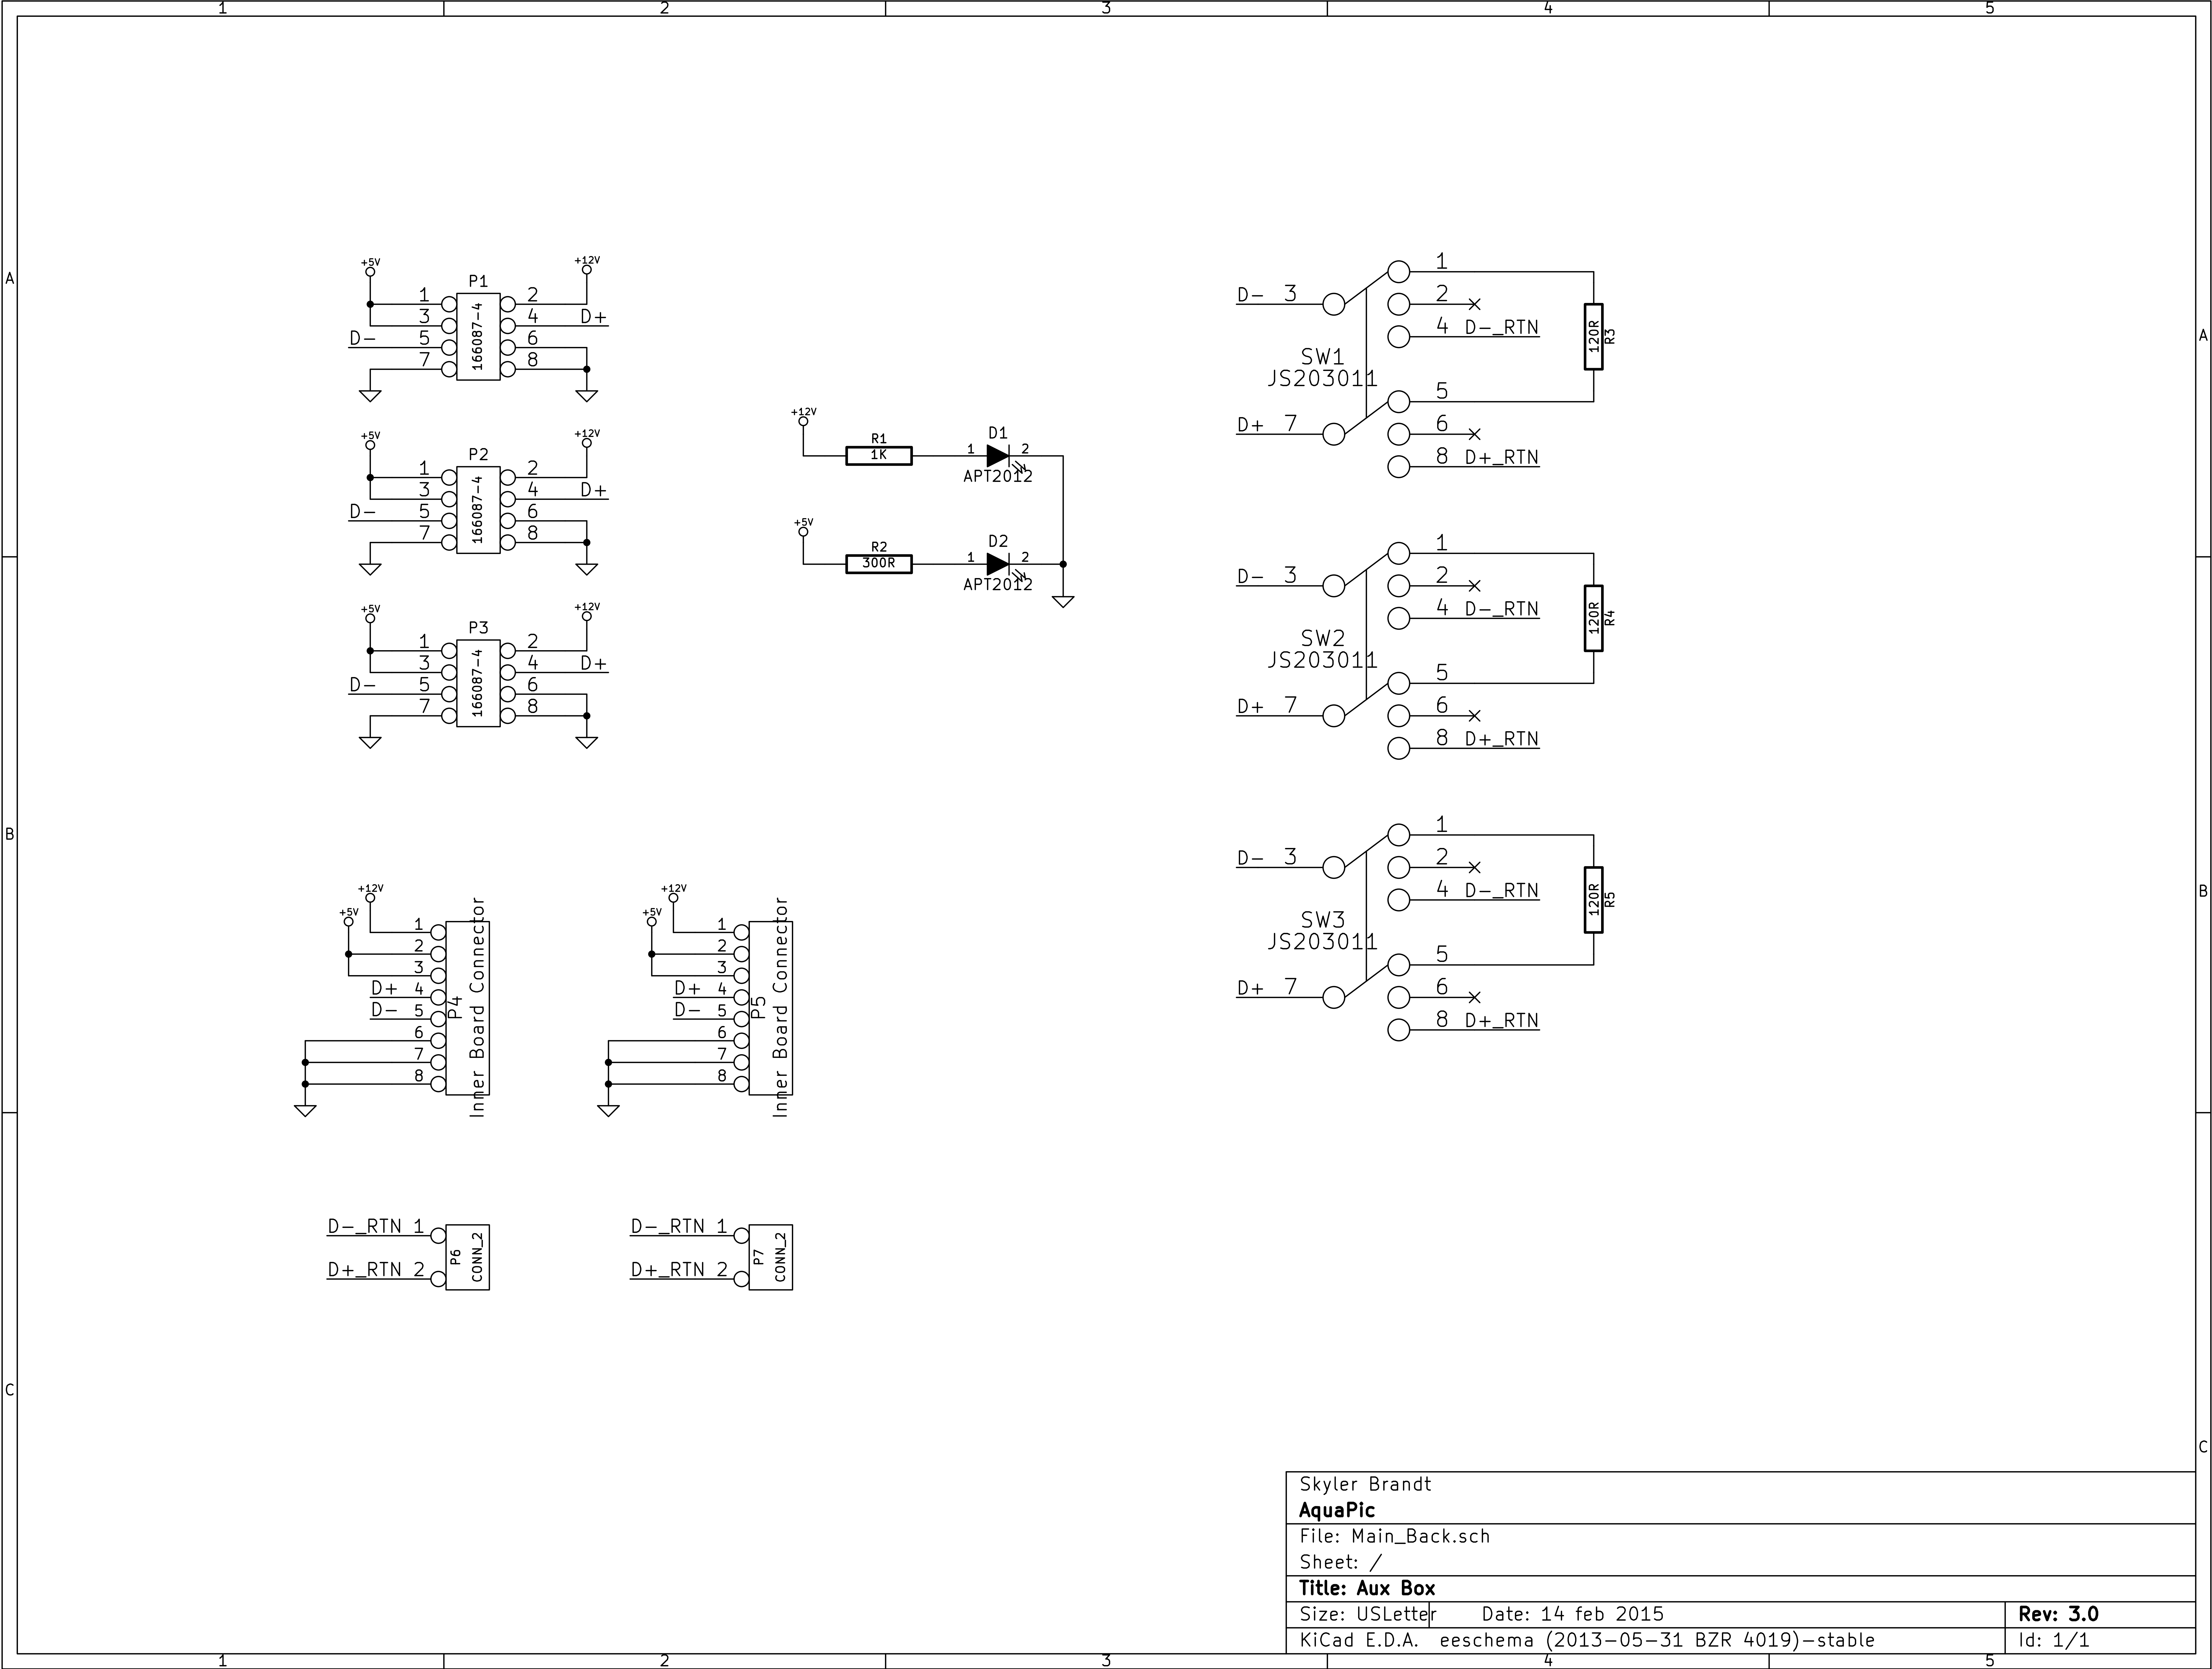 1 2 3 4 5
A
+5V +12V
P1
1 2
3 4 D+
D- 5 6
7 8
166087-4
+5V +12V
P2
1 2
3 4 D+
D- 5 6
7 8
166087-4
+5V +12V
P3
1 2
3 4 D+
D- 5 6
7 8
166087-4
+12V
R1
1K
1 D1 2
APT2012
+5V
R2
300R
1 D2 2
APT2012
1
D- 3 2
4 D-_RTN
SW1
JS203011
5
D+ 7 6
8 D+_RTN
120R
R3
A
1
D- 3 2
4 D-_RTN
SW2
JS203011
5
D+ 7 6
8 D+_RTN
120R
R4
1
D- 3 2
4 D-_RTN
SW3
JS203011
5
D+ 7 6
8 D+_RTN
120R
R5
B
B
+12V
+5V
1
2
3
D+ 4
D- 5
6
7
8
P4
Inner Board Connector
+12V
+5V
1
2
3
D+ 4
D- 5
6
7
8
P5
Inner Board Connector
D-_RTN 1
D+_RTN 2
P6
CONN_2
D-_RTN 1
D+_RTN 2
P7
CONN_2
C
C
Skyler Brandt
AquaPic
File: Main_Back.sch
Sheet: /
Title: Aux Box
Size: USLetter Date: 14 feb 2015 Rev: 3.0
KiCad E.D.A. eeschema (2013-05-31 BZR 4019)-stable Id: 1/1
1 2 3 4 5